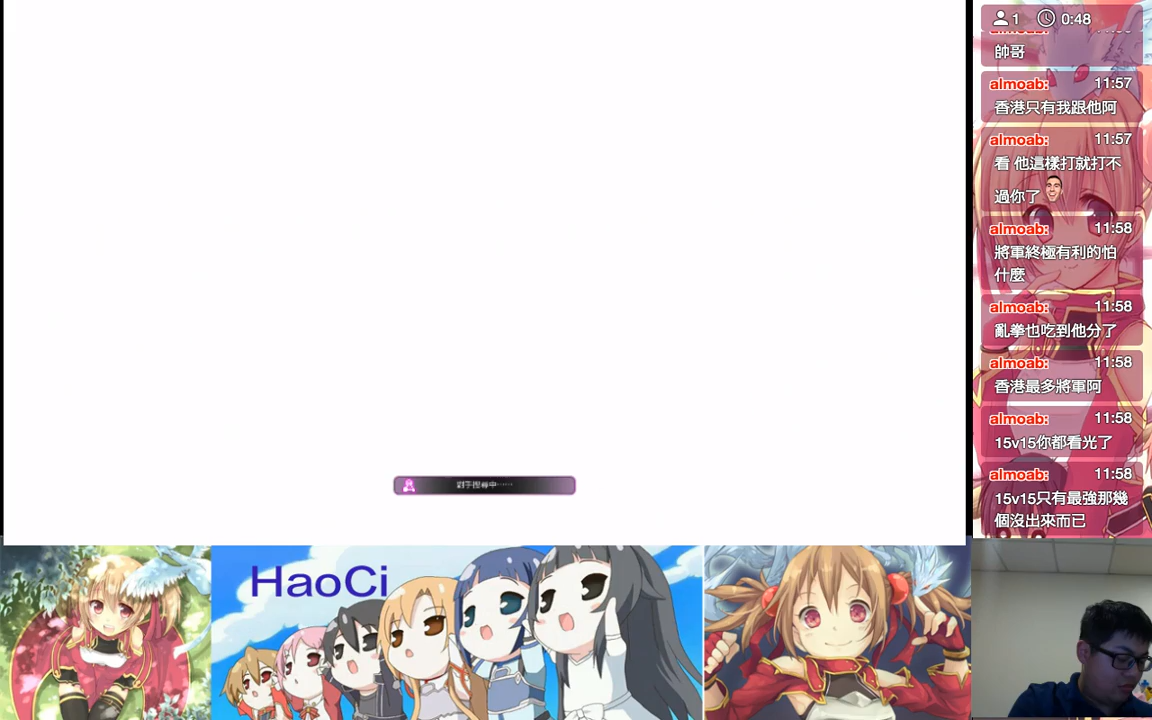 1 0:48
帥哥
almoab: 11:57
香港只有我跟他阿
almoab: 11:57
看 他這樣打就打不
過你了
almoab: 11:58
將軍終極有利的怕
什麼
almoab: 11:58
亂拳也吃到他分了
almoab: 11:58
香港最多將軍阿
almoab: 11:58
15v15你都看光了
almoab: 11:58
15v15只有最強那幾
個沒出來而已
對手搜尋中……
HaoCi